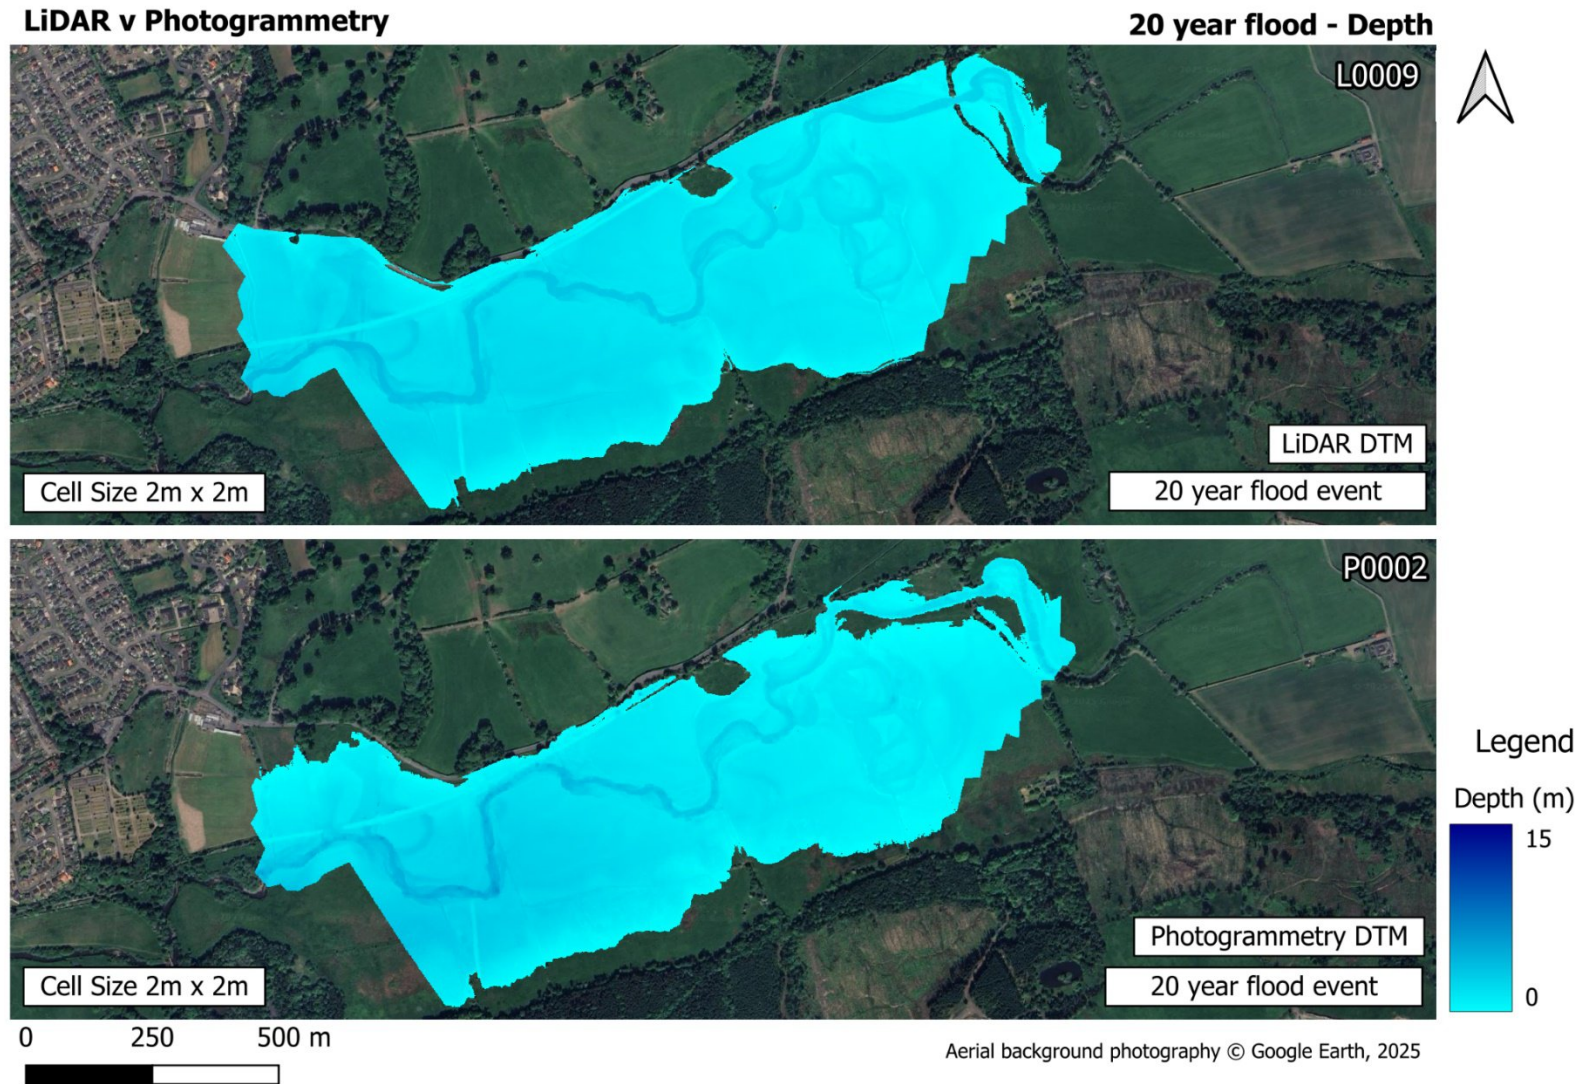 LiDAR v Photogrammetry
20 year flood - Depth
L0009
LiDAR DTM
Cell Size 2m x 2m
20 year flood event
P0002
Legend
Depth (m)
15
0
Photogrammetry DTM
Cell Size 2m x 2m
20 year flood event
0 250 500 m
Aerial background photography © Google Earth, 2025